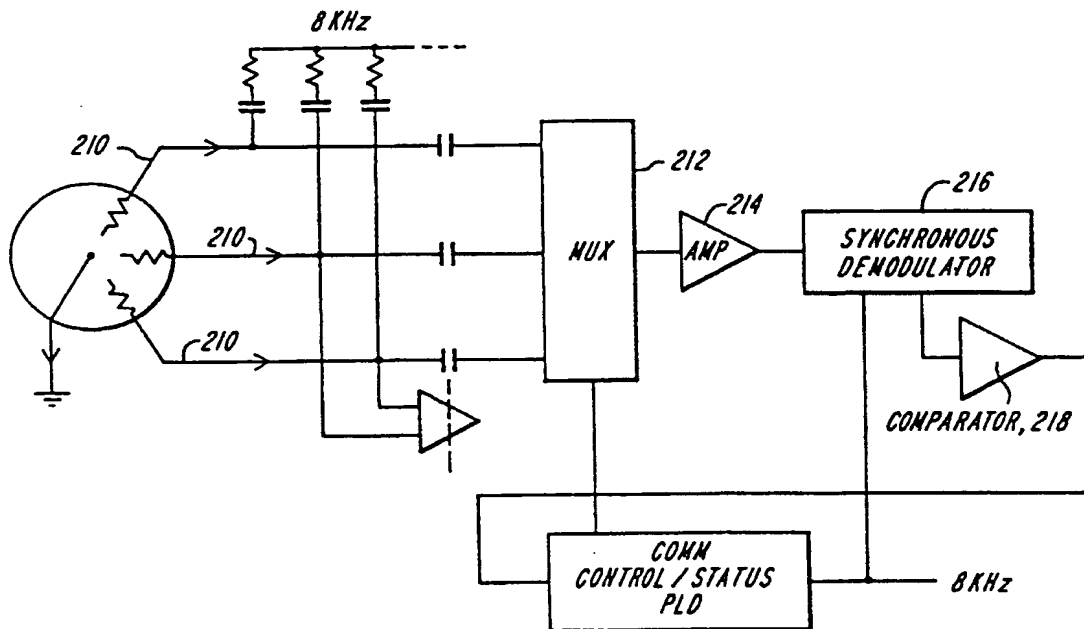 8 KHz
210
212
214
216
210
MUX
AMP
SYNCHRONOUS
DEMODULATOR
210
COMPARATOR, 218
COMM
CONTROL / STATUS
PLD
8 KHz